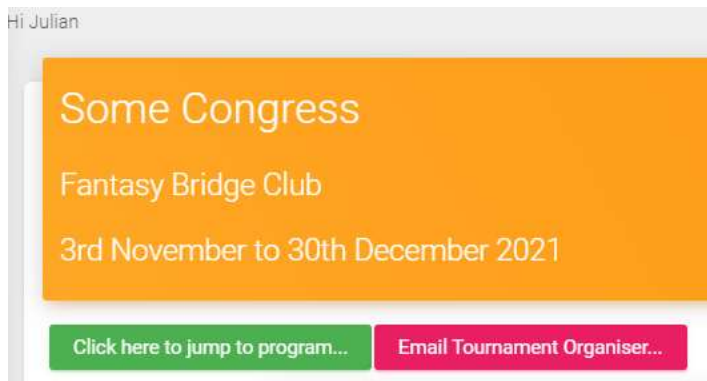 Hi Julian
Some Congress
Fantasy Bridge Club
3rd November to 30th December 2021
Click here to jump to program... Email Tournament Organiser...